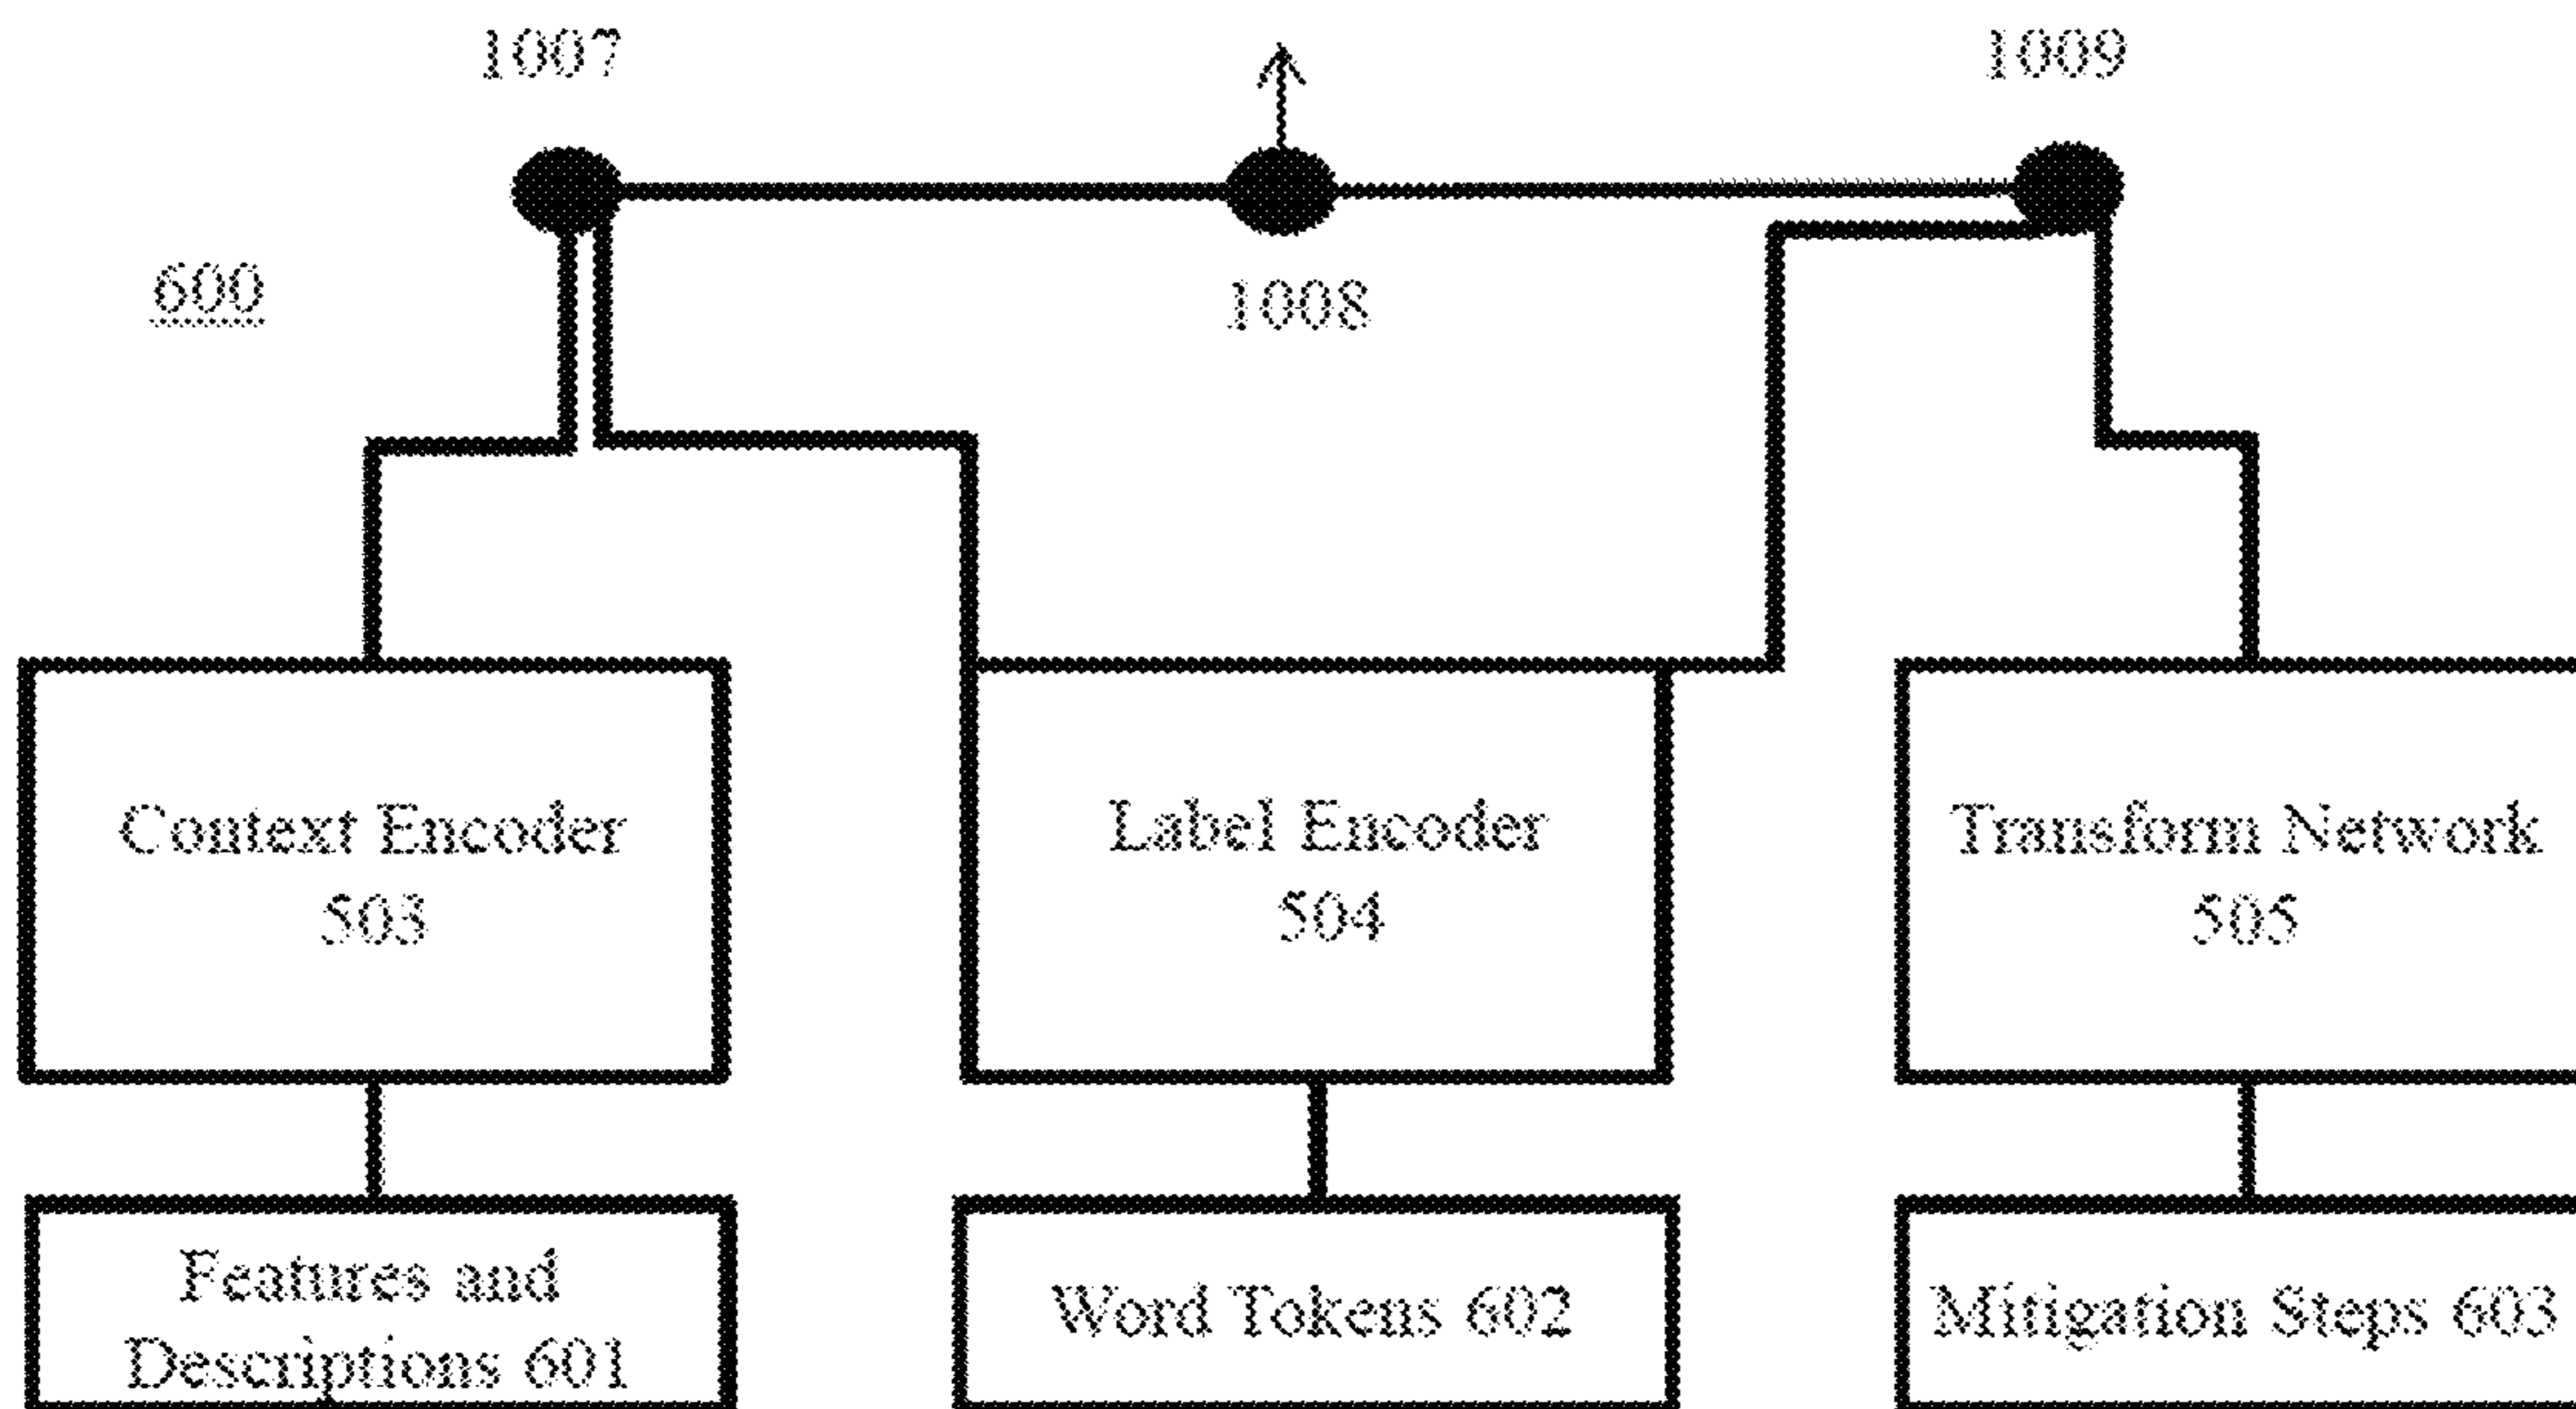 1007
1009
600
1008
Context Encoder
503
Label Encoder
504
Transform Network
505
Features and
Descriptions 601
Word Tokens 602
Mitigation Steps 603